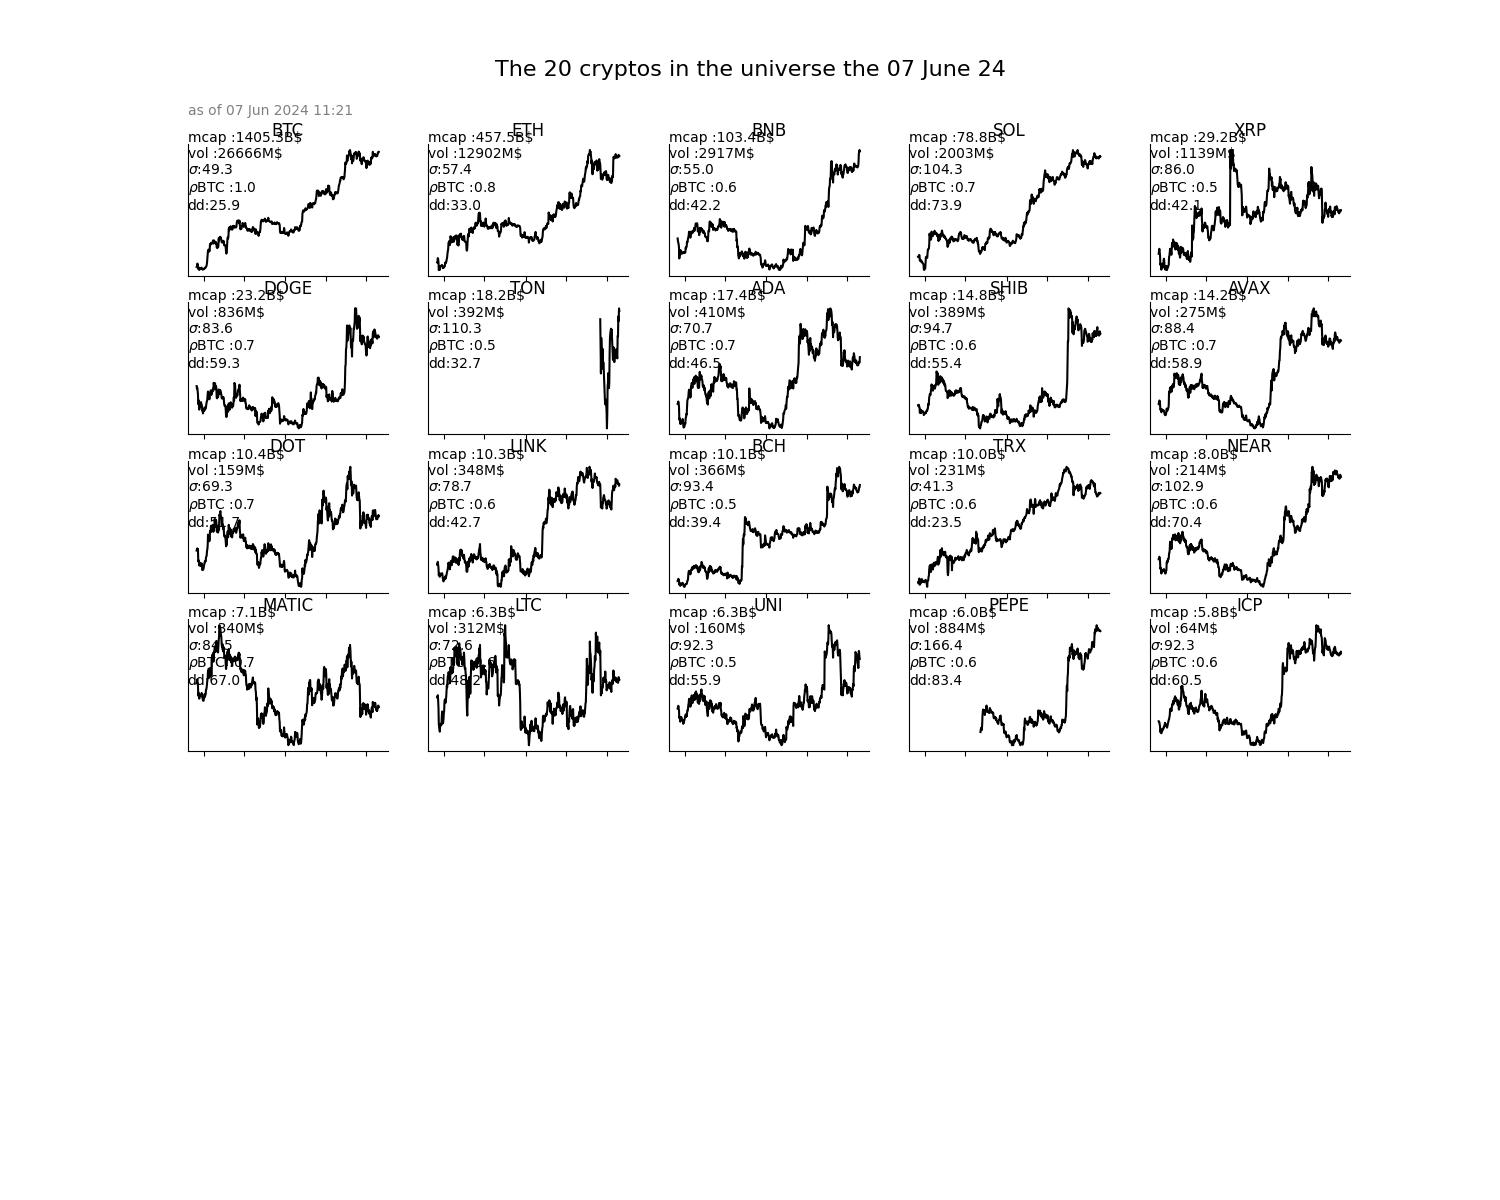 The 20 cryptos in the universe the 07 June 24
as of 07 Jun 2024 11:21
BTC
mcap :1405.3B$
vol :26666M$
σ:49.3
ρBTC :1.0
dd:25.9
ETH
mcap :457.5B$
vol :12902M$
σ:57.4
ρBTC :0.8
dd:33.0
BNB
mcap :103.4B$
vol :2917M$
σ:55.0
ρBTC :0.6
dd:42.2
SOL
mcap :78.8B$
vol :2003M$
σ:104.3
ρBTC :0.7
dd:73.9
XRP
mcap :29.2B$
vol :1139M$
σ:86.0
ρBTC :0.5
dd:42.1
DOGE
mcap :23.2B$
vol :836M$
σ:83.6
ρBTC :0.7
dd:59.3
TON
mcap :18.2B$
vol :392M$
σ:110.3
ρBTC :0.5
dd:32.7
ADA
mcap :17.4B$
vol :410M$
σ:70.7
ρBTC :0.7
dd:46.5
SHIB
mcap :14.8B$
vol :389M$
σ:94.7
ρBTC :0.6
dd:55.4
AVAX
mcap :14.2B$
vol :275M$
σ:88.4
ρBTC :0.7
dd:58.9
DOT
mcap :10.4B$
vol :159M$
σ:69.3
ρBTC :0.7
LINK
mcap :10.3B$
vol :348M$
σ:78.7
ρBTC :0.6
dd:42.7
BCH
mcap :10.1B$
vol :366M$
σ:93.4
ρBTC :0.5
dd:39.4
TRX
mcap :10.0B$
vol :231M$
σ:41.3
ρBTC :0.6
dd:23.5
NEAR
mcap :8.0B$
vol :214M$
σ:102.9
ρBTC :0.6
dd:70.4
MATIC
mcap :7.1B$
vol :340M$
ρBTC :0.7
dd:67.0
LTC
mcap :6.3B$
vol :312M$
σ:72.6
dd:48.2
UNI
mcap :6.3B$
vol :160M$
σ:92.3
ρBTC :0.5
dd:55.9
PEPE
mcap :6.0B$
vol :884M$
σ:166.4
ρBTC :0.6
dd:83.4
ICP
mcap :5.8B$
vol :64M$
σ:92.3
ρBTC :0.6
dd:60.5